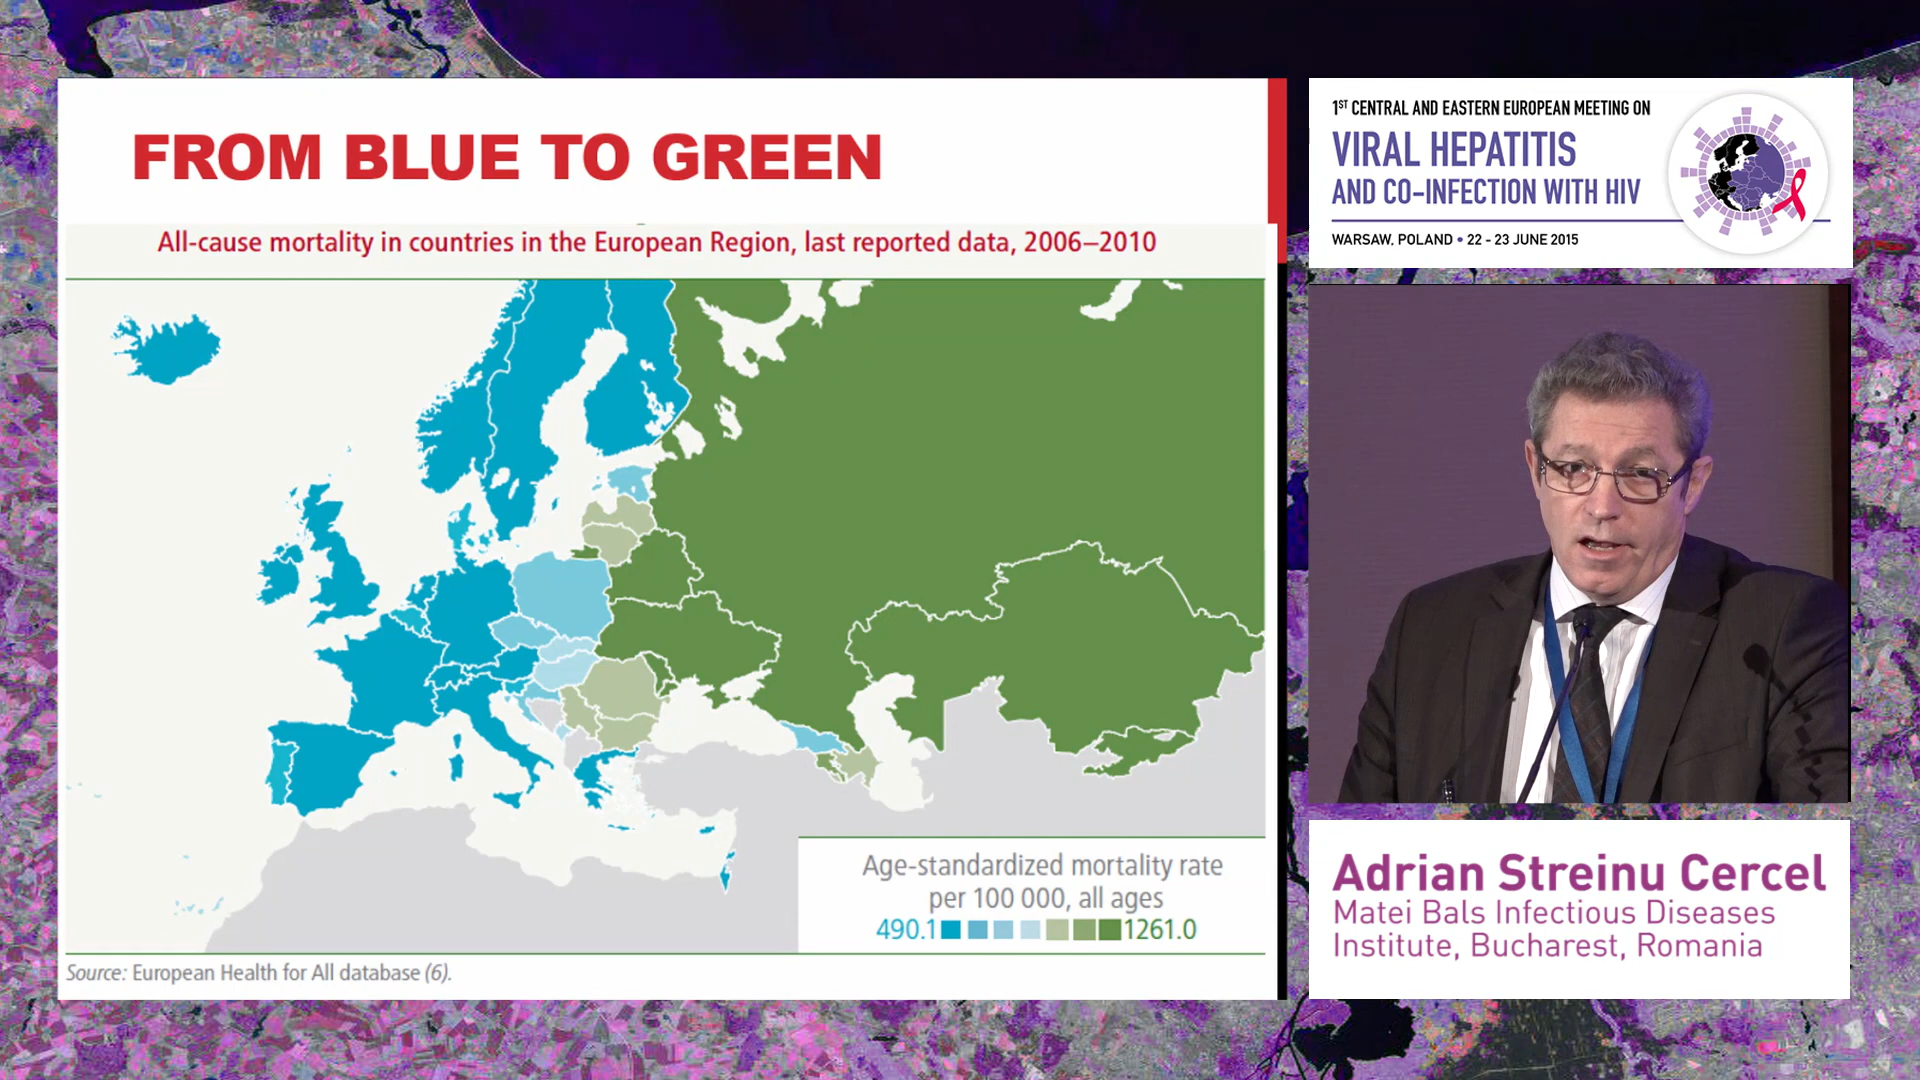 FROM BLUE TO GREEN
All-cause mortality in countries in the European Region, last reported data, 2006–2010
Age-standardized mortality rate
per 100 000, all ages
490.1 1261.0
Source: European Health for All database (6).
1ST CENTRAL AND EASTERN EUROPEAN MEETING ON
VIRAL HEPATITIS
AND CO-INFECTION WITH HIV
WARSAW, POLAND • 22 - 23 JUNE 2015
Adrian Streinu Cercel
Matei Bals Infectious Diseases
Institute, Bucharest, Romania